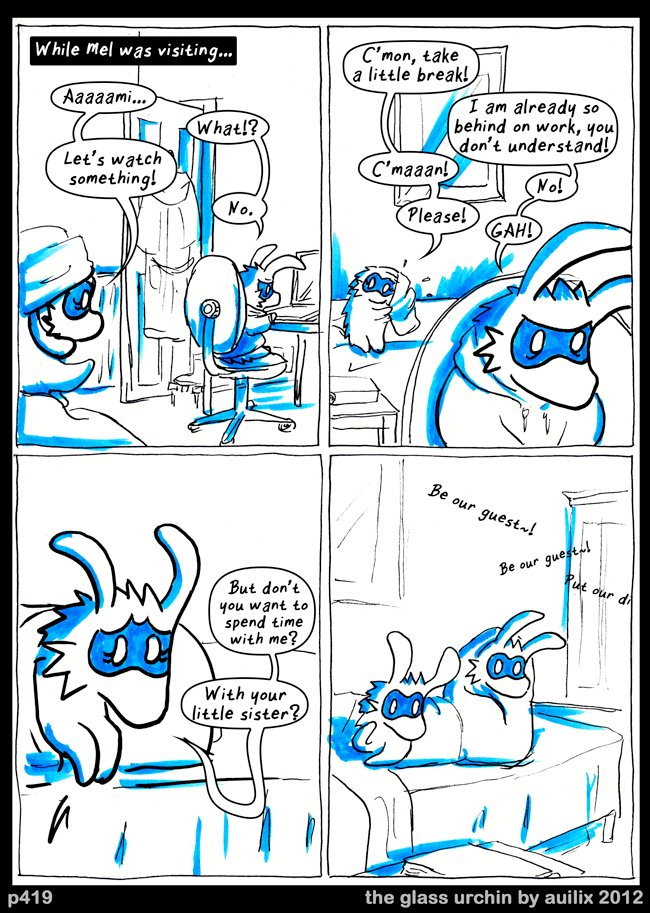 While Mel was visiting...
Aaaaami...
What!?
Let's watch
something!
No.
C'mon, take
a little break!
I am already so
behind on work, you
don't understand!
C'maaan!
No!
Please!
GAH!
But don't
you want to
spend time
with me?
With your
little sister?
Be our guest~!
Be our guest~!
Put our di
p419
the glass urchin by auilix 2012